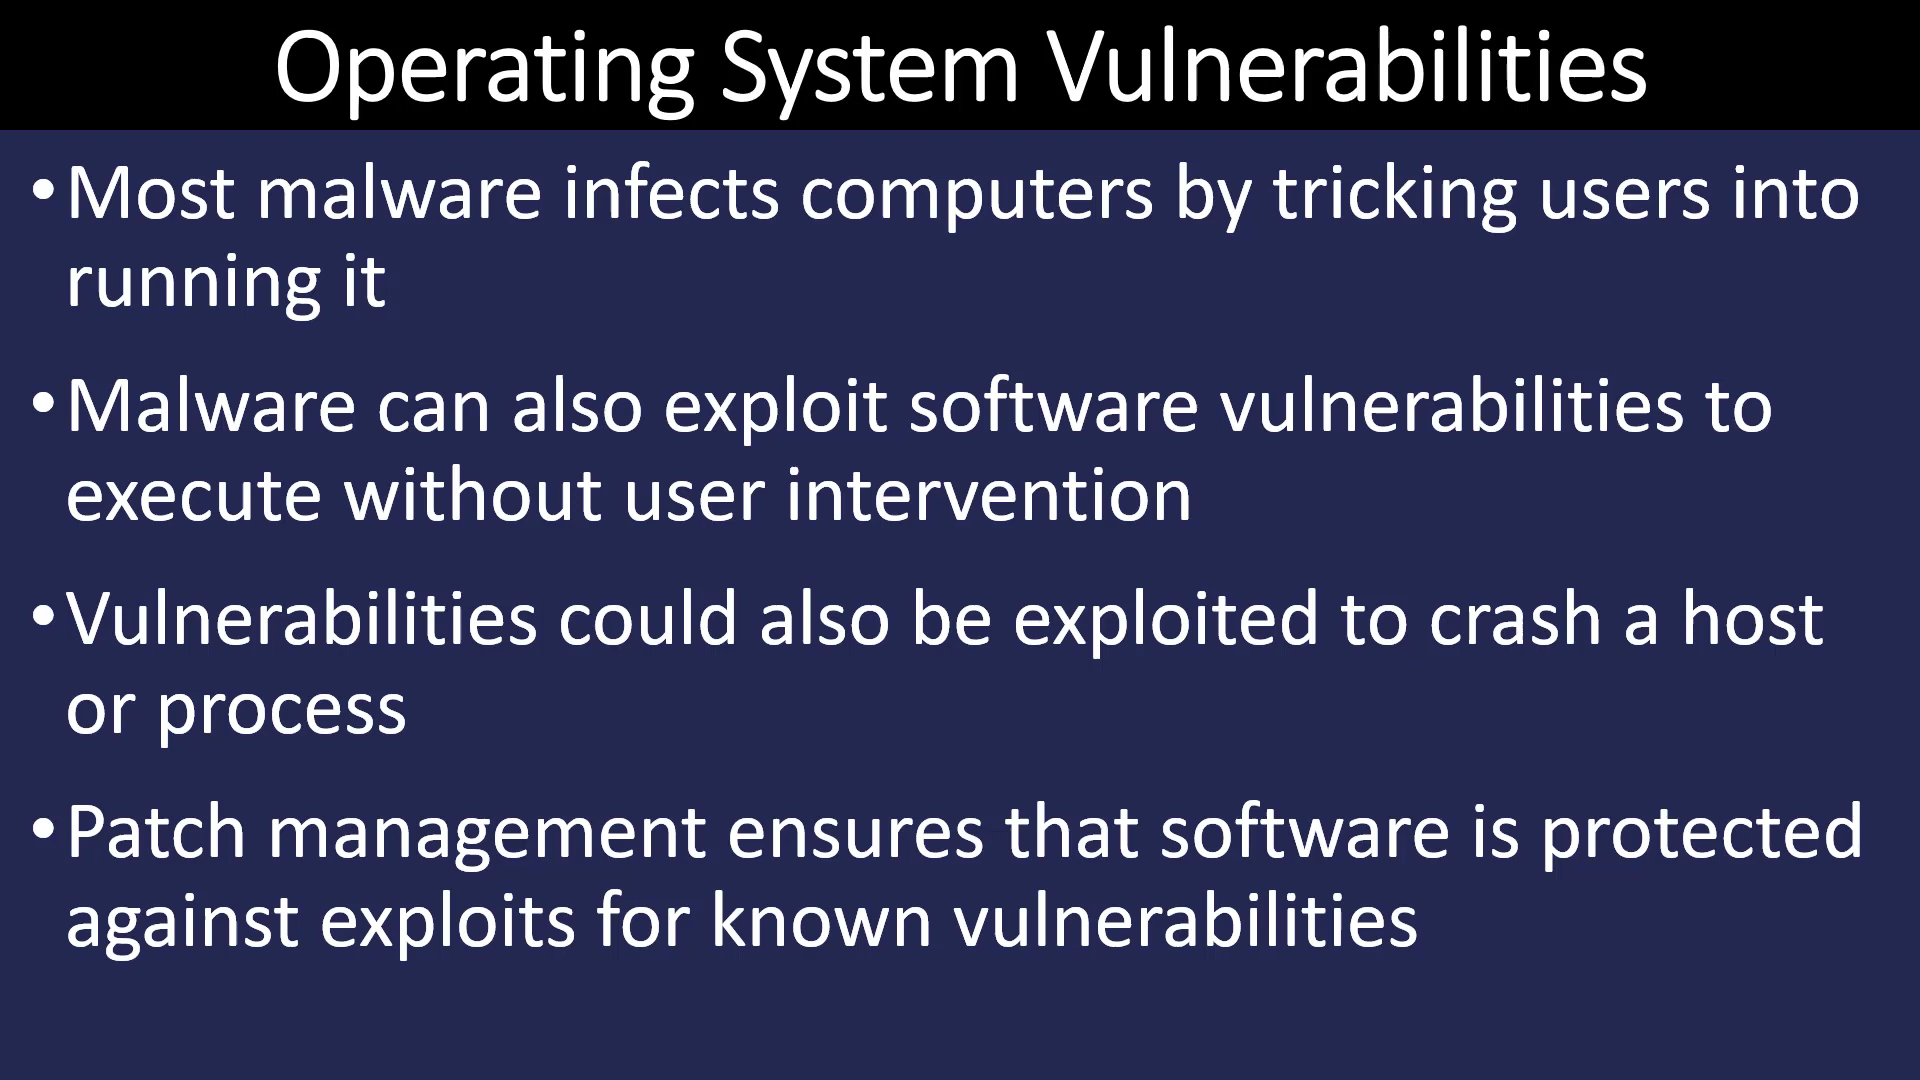 Operating System Vulnerabilities
•Most malware infects computers by tricking users into
running it
•Malware can also exploit software vulnerabilities to
execute without user intervention
•Vulnerabilities could also be exploited to crash a host
or process
•Patch management ensures that software is protected
against exploits for known vulnerabilities